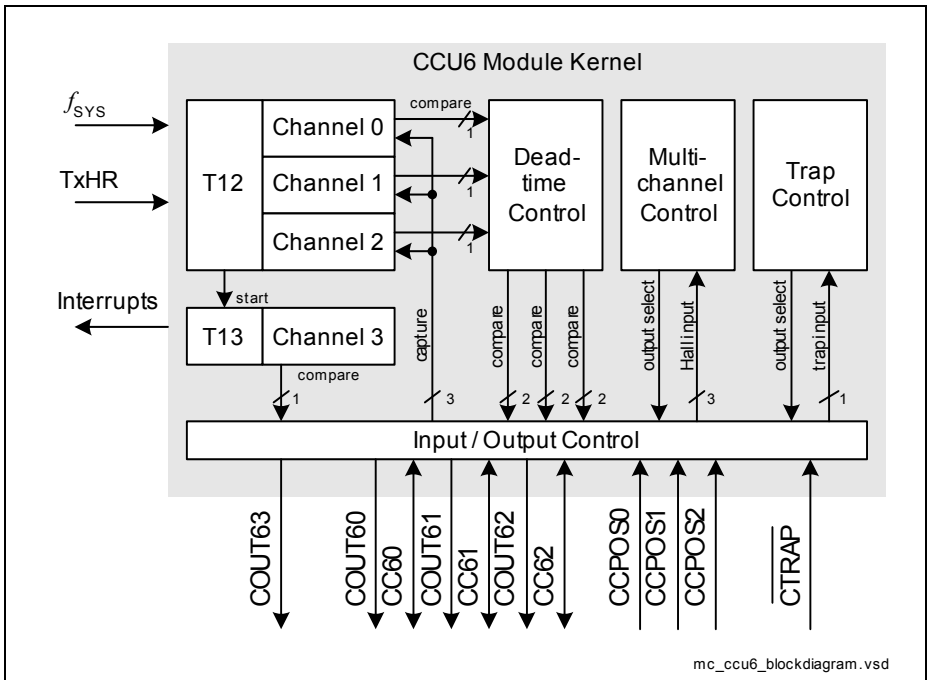 CCU6 Module Kernel
fSYS
TxHR
Interrupts
T12
Channel 0
Channel 1
Channel 2
compare
1
1
1
Dead-
time
Control
Multi-
channel
Control
Trap
Control
start
T13
Channel 3
compare
1
capture
3
compare
2
compare
2
compare
2
output select
Hall input
3
output select
trap input
1
Input / Output Control
COUT63
COUT60
CC60
COUT61
CC61
COUT62
CC62
CCPOS0
CCPOS1
CCPOS2
CTRAP
mc_ccu6_blockdiagram.vsd